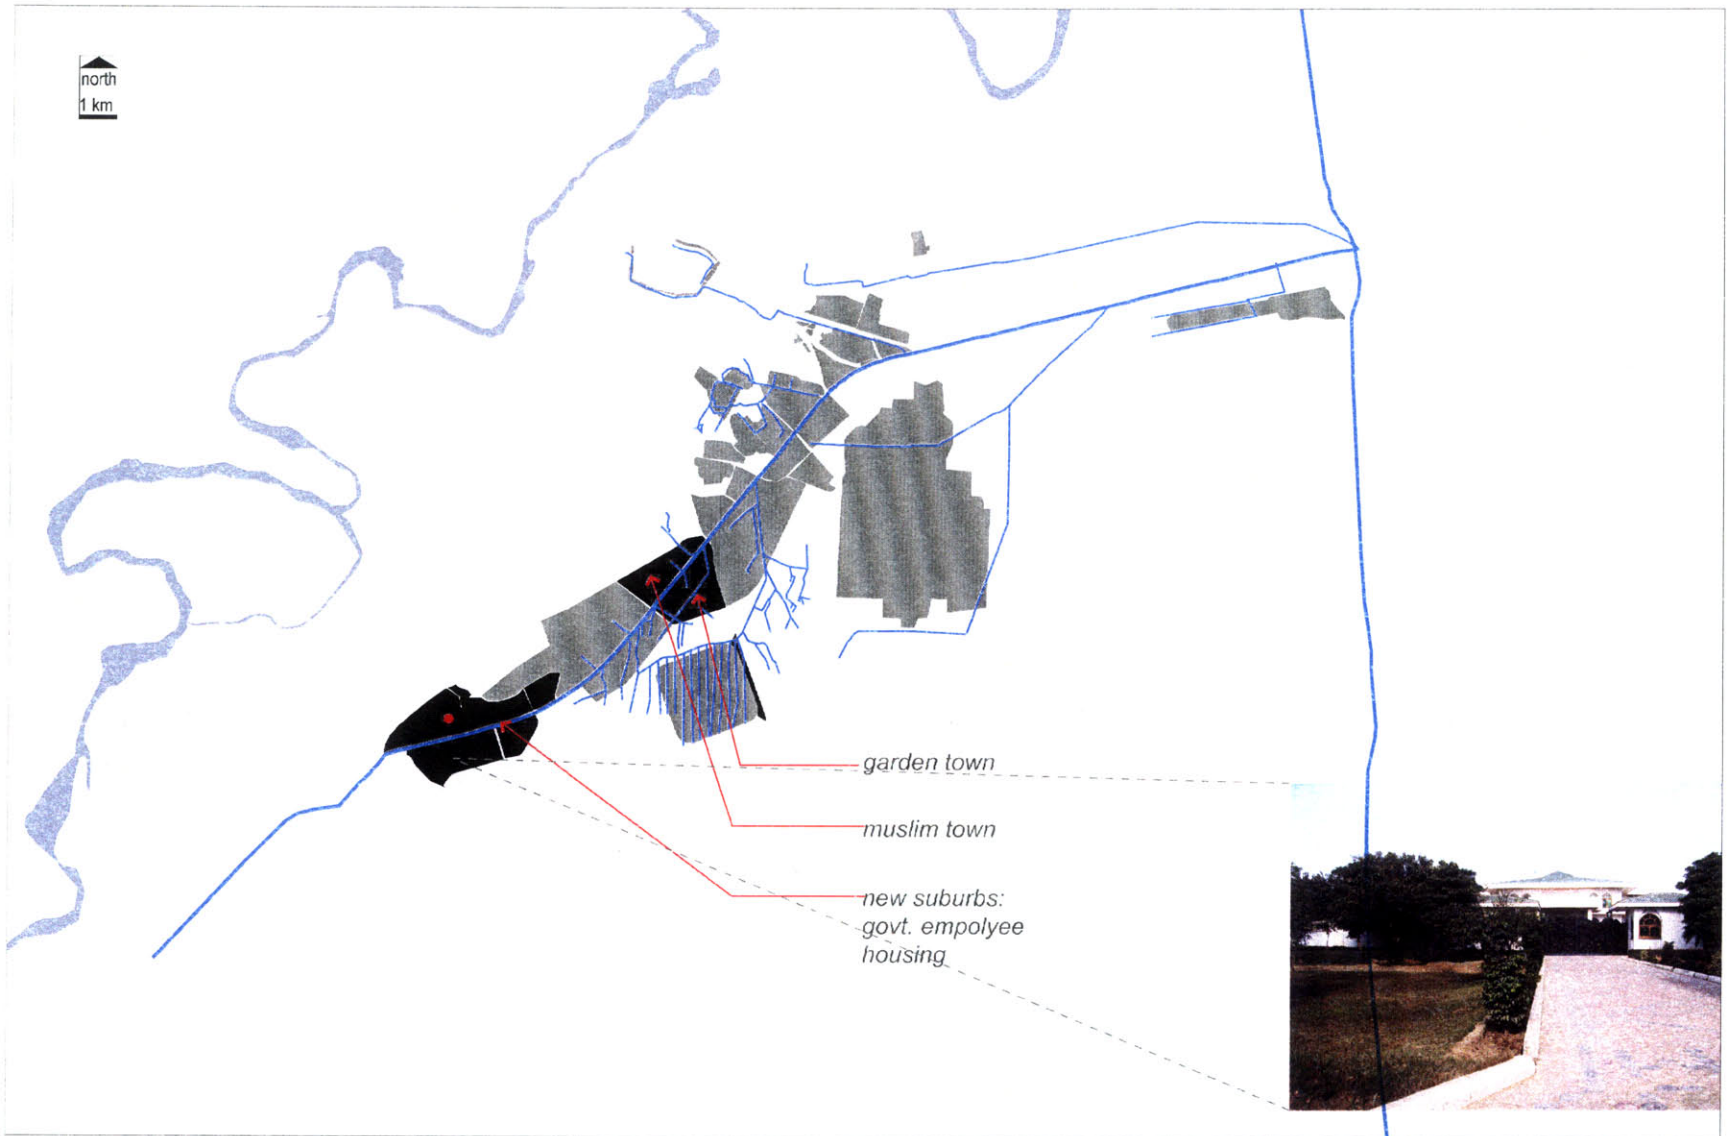 north
1 km
garden town
muslim town
new suburbs:
govt. empolyee
housing